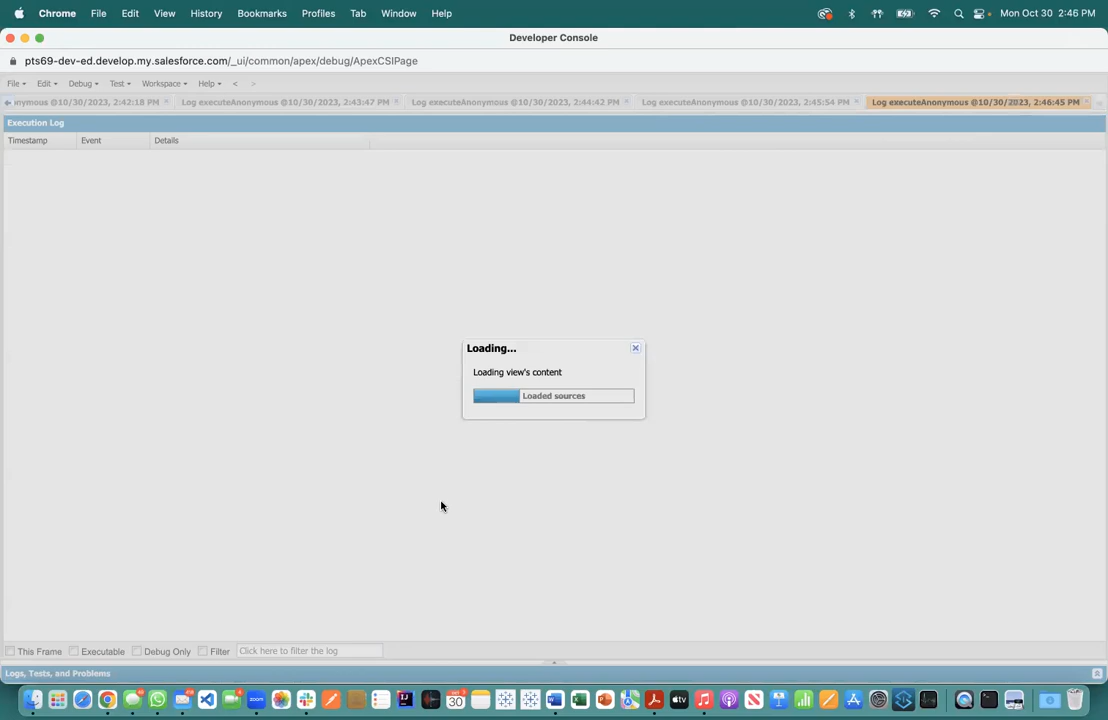 Chrome File Edit View History Bookmarks Profiles Tab Window Help Mon Oct 30 2:46 PM
Developer Console
pts69-dev-ed.develop.my.salesforce.com/_ui/common/apex/debug/ApexCSIPage
File Edit Debug Test Workspace Help < >
nymous @10/30/2023, 2:42:18 PM Log executeAnonymous @10/30/2023, 2:43:47 PM Log executeAnonymous @10/30/2023, 2:44:42 PM Log executeAnonymous @10/30/2023, 2:45:54 PM Log executeAnonymous @10/30/2023, 2:46:45 PM
Execution Log
Timestamp Event Details
Loading...
Loading view's content
Loaded sources
This Frame Executable Debug Only Filter Click here to filter the log
Logs, Tests, and Problems
zoom 30